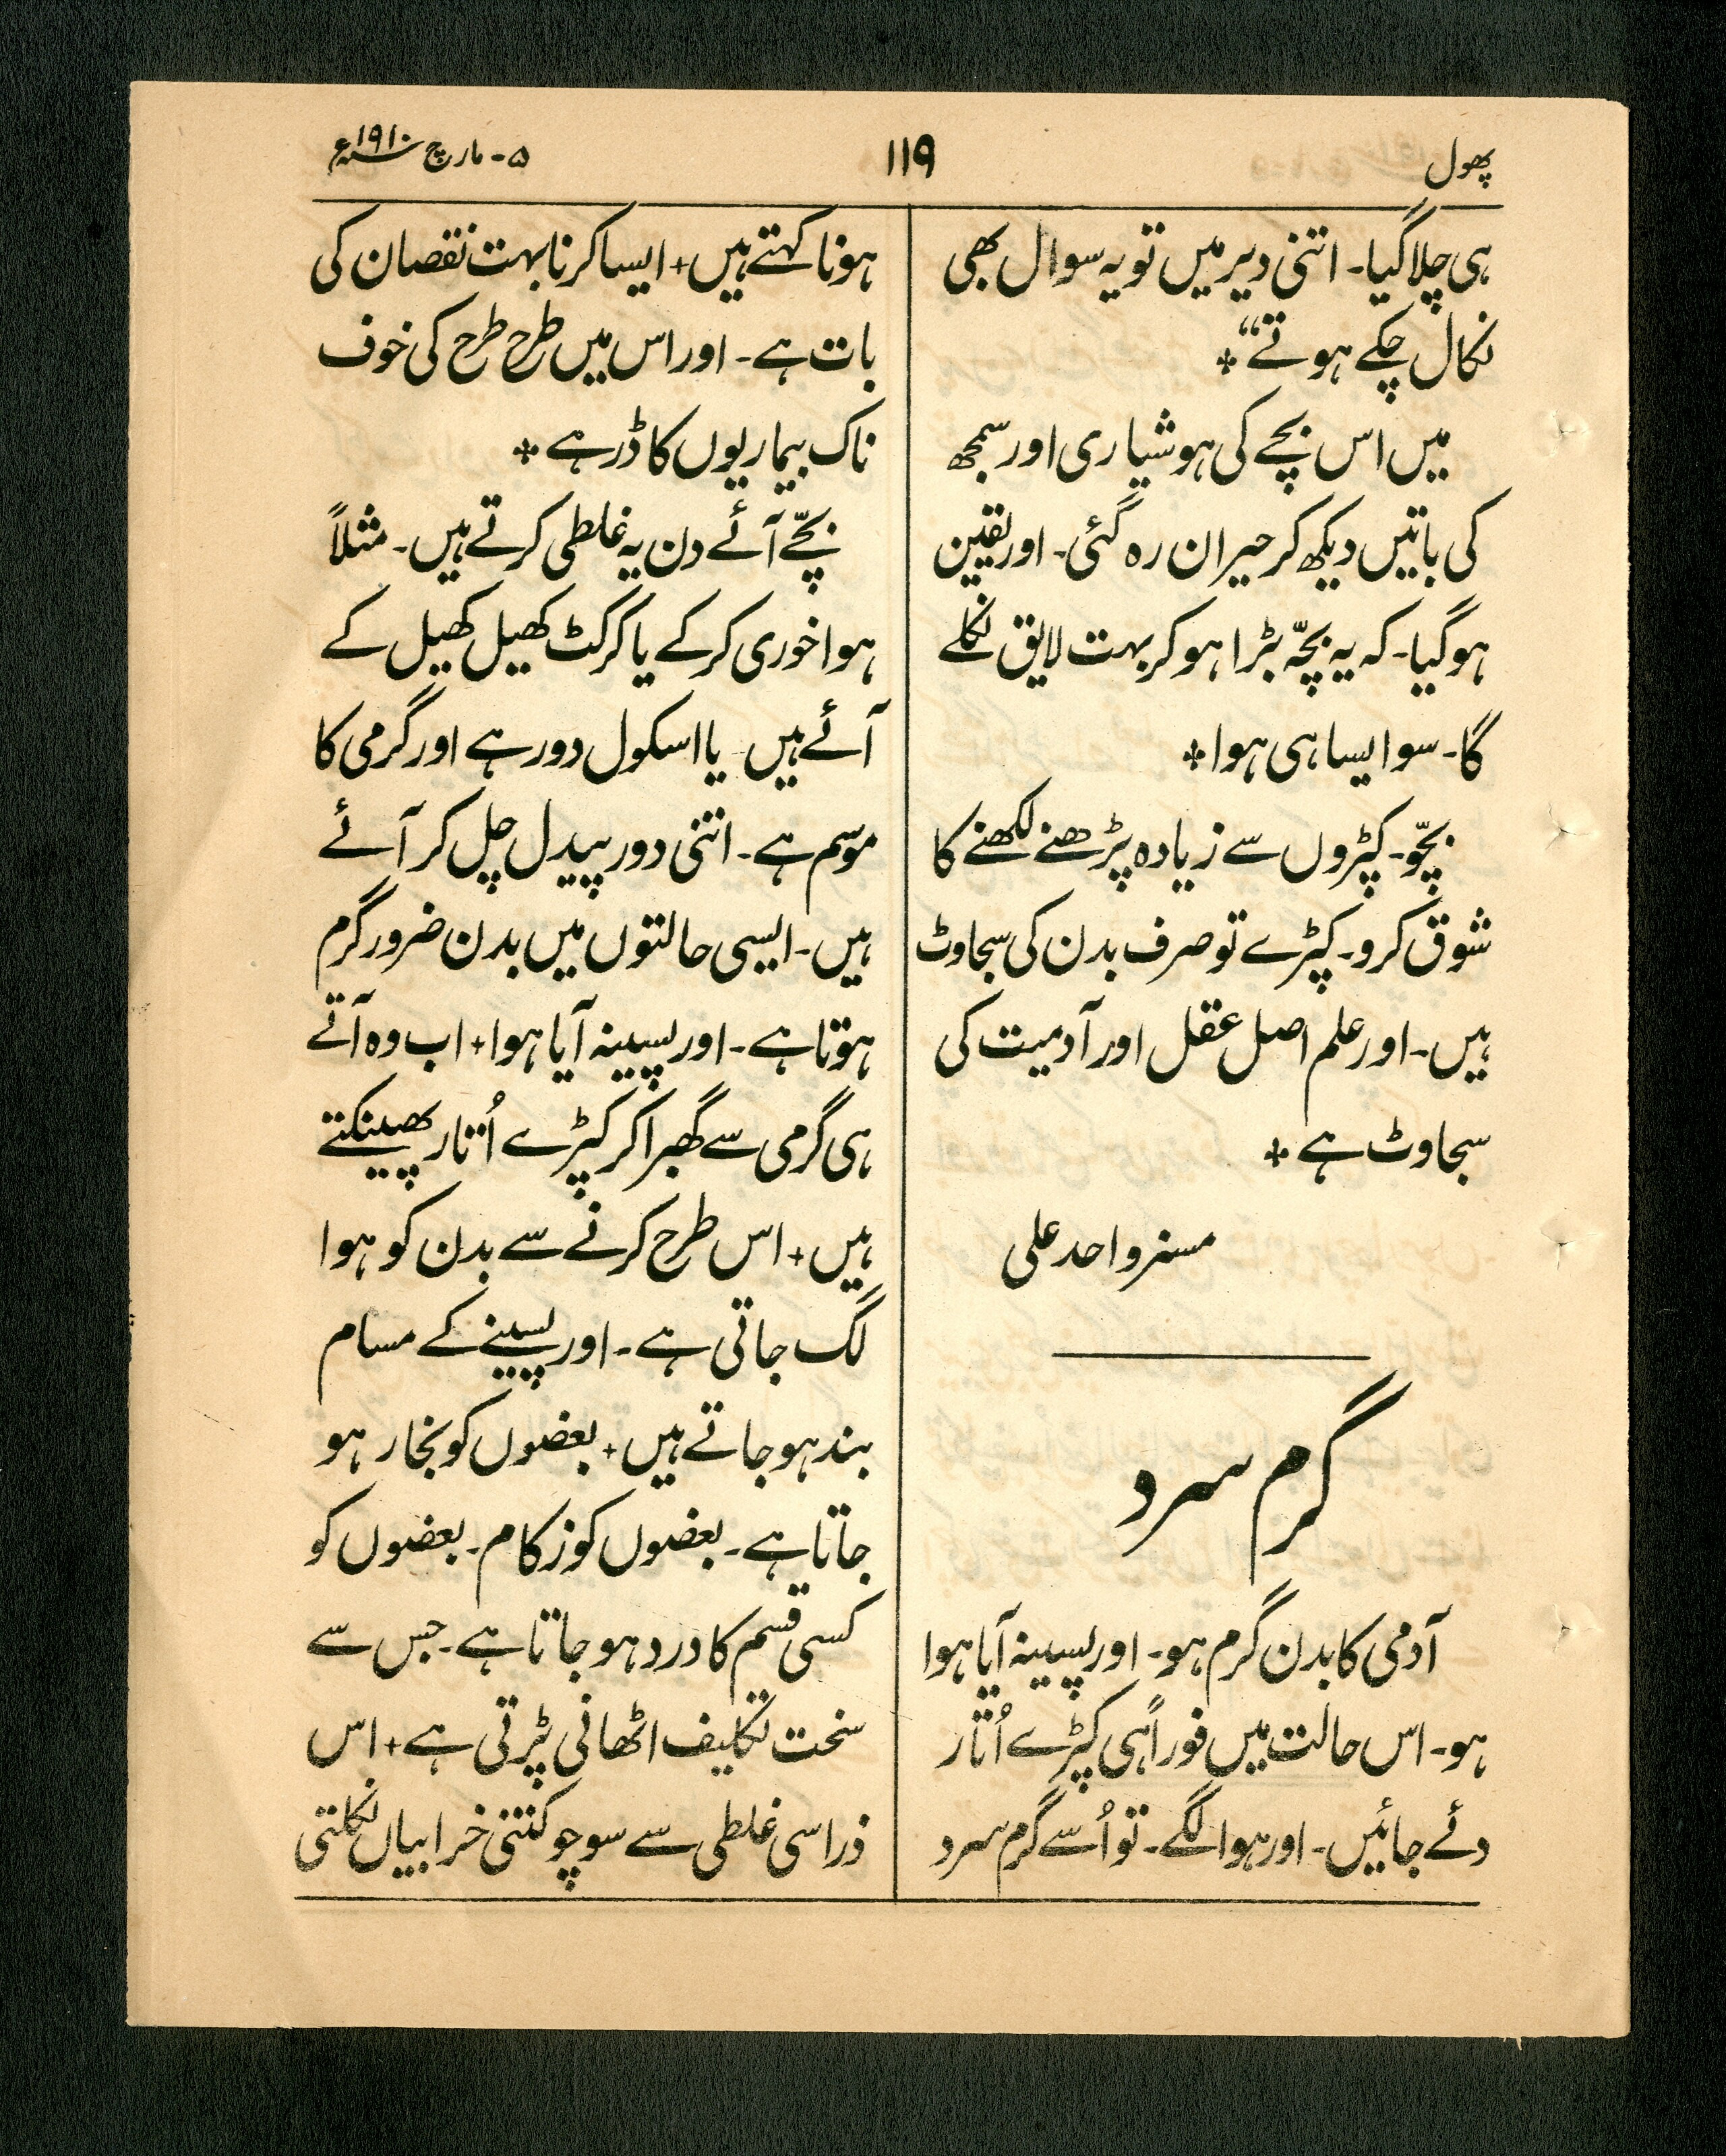 پھول
۱۱۹
۵- مارچ سنہ ۱۹۱۰ء
ہی چلا گیا۔ اتنی دیر میں تو یہ سوال بھی
نکال چکے ہوتے“ ٭
میں اس بچے کی ہوشیاری اور سمجھ
کی باتیں دیکھ کر حیران رہ گئی۔ اور یقین
ہوگیا۔ کہ یہ بچّہ بڑا ہوکر بہت لایق نکلے
گا۔ سو ایسا ہی ہوا ٭
بچّو۔ کپڑوں سے زیادہ پڑھنے لکھنے کا
شوق کرو۔ کپڑے تو صرف بدن کی سجاوٹ
ہیں۔ اور علم اصل عقل اور آدمیت کی
سجاوٹ ہے ٭
مسز واحد علی
گرم سرد
آدمی کا بدن گرم ہو۔ اور پسینہ آیا ہوا
ہو۔ اس حالت میں فوراً ہی کپڑے اُتار
دئے جائیں۔ اور ہوا لگے۔ تو اُسے گرم سرد
ہونا کہتے ہیں + ایسا کرنا بہت نقصان کی
بات ہے۔ اور اس میں طرح طرح کی خوف
ناک بیماریوں کا ڈر ہے ٭
بچّے آئے دن یہ غلطی کرتے ہیں۔ مثلاً
ہوا خوری کرکے یا کرکٹ کھیل کھیل کے
آئے ہیں یا اسکول دور ہے اور گرمی کا
موسم ہے۔ اتنی دور پیدل چل کر آئے
ہیں۔ ایسی حالتوں میں بدن ضرور گرم
ہوتا ہے۔ اور پسینہ آیا ہوا + اب وہ آتے
ہی گرمی سے گھبرا کر کپڑے اُتار پھینکتے
ہیں + اس طرح کرنے سے بدن کو ہوا
لگ جاتی ہے۔ اور پسینے کے مسام
بند ہو جاتے ہیں + بعضوں کو بخار ہو
جاتا ہے۔ بعضوں کو زکام۔ بعضوں کو
کسی قسم کا درد ہو جاتا ہے۔ جس سے
سخت تکلیف اٹھانی پڑتی ہے + اس
ذرا سی غلطی سے سوچو کتنی خرابیاں نکلتی